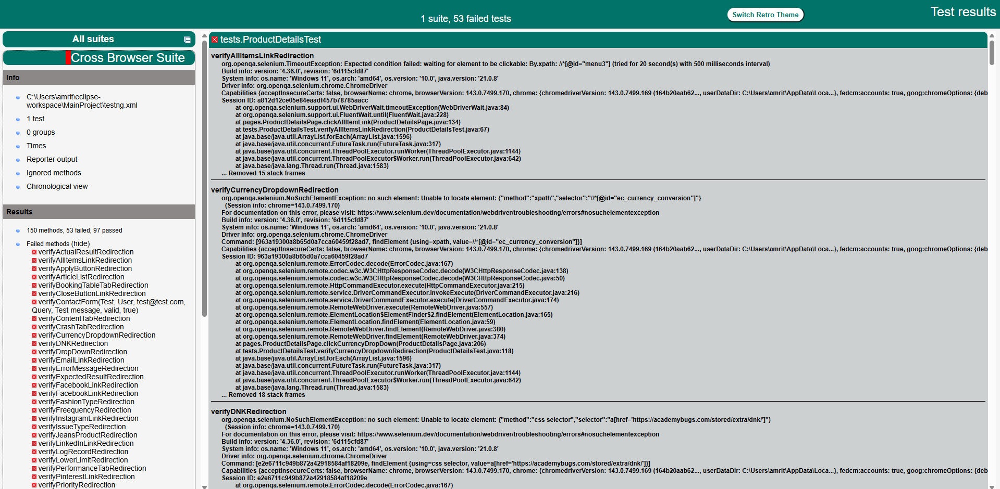 1 suite, 53 failed tests
Switch Retro Theme
Test results
All suites
Cross Browser Suite
Info
C:\Users\amrit\eclipse-
workspace\MainProject\testng.xml
1 test
0 groups
Times
Reporter output
Ignored methods
Chronological view
Results
150 methods, 53 failed, 97 passed
Failed methods (hide)
verifyActualResultRedirection
verifyAllItemsLinkRedirection
verifyApplyButtonRedirection
verifyArticleListRedirection
verifyBookingTableTabRedirection
verifyCloseButtonLinkRedirection
verifyContactForm(Test, User, test@test.com,
Query, Test message, valid, true)
verifyContentTabRedirection
verifyCrashTabRedirection
verifyCurrencyDropdownRedirection
verifyDNKRedirection
verifyDropDownRedirection
verifyEmailLinkRedirection
verifyErrorMessageRedirection
verifyExpectedResultRedirection
verifyFacebookLinkRedirection
verifyFacebookLinkRedirection
verifyFashionTypeRedirection
verifyFreequencyRedirection
verifyInstagramLinkRedirection
verifyIssueTypeRedirection
verifyJeansProductRedirection
verifyLinkedInLinkRedirection
verifyLogRecordRedirection
verifyLowerLimitRedirection
verifyPerformanceTabRedirection
verifyPinterestLinkRedirection
verifyPriorityRedirection
tests.ProductDetailsTest
verifyAllItemsLinkRedirection
org.openqa.selenium.TimeoutException: Expected condition failed: waiting for element to be clickable: By.xpath: //*[@id="menu3"] (tried for 20 second(s) with 500 milliseconds interval)
Build info: version: '4.36.0', revision: '6d115cfd87'
System info: os.name: 'Windows 11', os.arch: 'amd64', os.version: '10.0', java.version: '21.0.8'
Driver info: org.openqa.selenium.chrome.ChromeDriver
Capabilities {acceptInsecureCerts: false, browserName: chrome, browserVersion: 143.0.7499.170, chrome: {chromedriverVersion: 143.0.7499.169 (164b20aab62..., userDataDir: C:\Users\amrit\AppData\Loca...}, fedcm:accounts: true, goog:chromeOptions: {deb
Session ID: a812d12ce05e84eaadf457b78785aacc
at org.openqa.selenium.support.ui.WebDriverWait.timeoutException(WebDriverWait.java:84)
at org.openqa.selenium.support.ui.FluentWait.until(FluentWait.java:228)
at pages.ProductDetailsPage.clickAllItemLink(ProductDetailsPage.java:134)
at tests.ProductDetailsTest.verifyAllItemsLinkRedirection(ProductDetailsTest.java:67)
at java.base/java.util.ArrayList.forEach(ArrayList.java:1596)
at java.base/java.util.concurrent.FutureTask.run(FutureTask.java:317)
at java.base/java.util.concurrent.ThreadPoolExecutor.runWorker(ThreadPoolExecutor.java:1144)
at java.base/java.util.concurrent.ThreadPoolExecutor$Worker.run(ThreadPoolExecutor.java:642)
at java.base/java.lang.Thread.run(Thread.java:1583)
... Removed 15 stack frames
verifyCurrencyDropdownRedirection
org.openqa.selenium.NoSuchElementException: no such element: Unable to locate element: {"method":"xpath","selector":"//*[@id="ec_currency_conversion"]"}
(Session info: chrome=143.0.7499.170)
For documentation on this error, please visit: https://www.selenium.dev/documentation/webdriver/troubleshooting/errors#nosuchelementexception
Build info: version: '4.36.0', revision: '6d115cfd87'
System info: os.name: 'Windows 11', os.arch: 'amd64', os.version: '10.0', java.version: '21.0.8'
Driver info: org.openqa.selenium.chrome.ChromeDriver
Command: [963a19300a8b65d0a7cca60459f28ad7, findElement {using=xpath, value=//*[@id="ec_currency_conversion"]}]
Capabilities {acceptInsecureCerts: false, browserName: chrome, browserVersion: 143.0.7499.170, chrome: {chromedriverVersion: 143.0.7499.169 (164b20aab62..., userDataDir: C:\Users\amrit\AppData\Loca...}, fedcm:accounts: true, goog:chromeOptions: {deb
Session ID: 963a19300a8b65d0a7cca60459f28ad7
at org.openqa.selenium.remote.ErrorCodec.decode(ErrorCodec.java:167)
at org.openqa.selenium.remote.codec.w3c.W3CHttpResponseCodec.decode(W3CHttpResponseCodec.java:138)
at org.openqa.selenium.remote.codec.w3c.W3CHttpResponseCodec.decode(W3CHttpResponseCodec.java:50)
at org.openqa.selenium.remote.HttpCommandExecutor.execute(HttpCommandExecutor.java:215)
at org.openqa.selenium.remote.service.DriverCommandExecutor.invokeExecute(DriverCommandExecutor.java:216)
at org.openqa.selenium.remote.service.DriverCommandExecutor.execute(DriverCommandExecutor.java:174)
at org.openqa.selenium.remote.RemoteWebDriver.execute(RemoteWebDriver.java:557)
at org.openqa.selenium.remote.ElementLocation$ElementFinder$2.findElement(ElementLocation.java:165)
at org.openqa.selenium.remote.ElementLocation.findElement(ElementLocation.java:59)
at org.openqa.selenium.remote.RemoteWebDriver.findElement(RemoteWebDriver.java:380)
at org.openqa.selenium.remote.RemoteWebDriver.findElement(RemoteWebDriver.java:374)
at pages.ProductDetailsPage.clickCurrencyDropDown(ProductDetailsPage.java:206)
at tests.ProductDetailsTest.verifyCurrencyDropdownRedirection(ProductDetailsTest.java:118)
at java.base/java.util.ArrayList.forEach(ArrayList.java:1596)
at java.base/java.util.concurrent.FutureTask.run(FutureTask.java:317)
at java.base/java.util.concurrent.ThreadPoolExecutor.runWorker(ThreadPoolExecutor.java:1144)
at java.base/java.util.concurrent.ThreadPoolExecutor$Worker.run(ThreadPoolExecutor.java:642)
at java.base/java.lang.Thread.run(Thread.java:1583)
... Removed 18 stack frames
verifyDNKRedirection
org.openqa.selenium.NoSuchElementException: no such element: Unable to locate element: {"method":"css selector","selector":"a[href='https://academybugs.com/stored/extra/dnk/']"}
(Session info: chrome=143.0.7499.170)
For documentation on this error, please visit: https://www.selenium.dev/documentation/webdriver/troubleshooting/errors#nosuchelementexception
Build info: version: '4.36.0', revision: '6d115cfd87'
System info: os.name: 'Windows 11', os.arch: 'amd64', os.version: '10.0', java.version: '21.0.8'
Driver info: org.openqa.selenium.chrome.ChromeDriver
Command: [e2e6711c949b872a42918584af18209e, findElement {using=css selector, value=a[href='https://academybugs.com/stored/extra/dnk/']}]
Capabilities {acceptInsecureCerts: false, browserName: chrome, browserVersion: 143.0.7499.170, chrome: {chromedriverVersion: 143.0.7499.169 (164b20aab62..., userDataDir: C:\Users\amrit\AppData\Loca...}, fedcm:accounts: true, goog:chromeOptions: {deb
Session ID: e2e6711c949b872a42918584af18209e
at org.openqa.selenium.remote.ErrorCodec.decode(ErrorCodec.java:167)